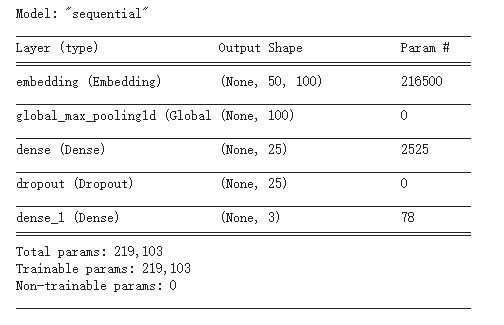 Model: "sequential"
Layer (type) Output Shape Param #
embedding (Embedding) (None, 50, 100) 216500
global_max_pooling1d (Global (None, 100) 0
dense (Dense) (None, 25) 2525
dropout (Dropout) (None, 25) 0
dense_1 (Dense) (None, 3) 78
Total params: 219,103
Trainable params: 219,103
Non-trainable params: 0